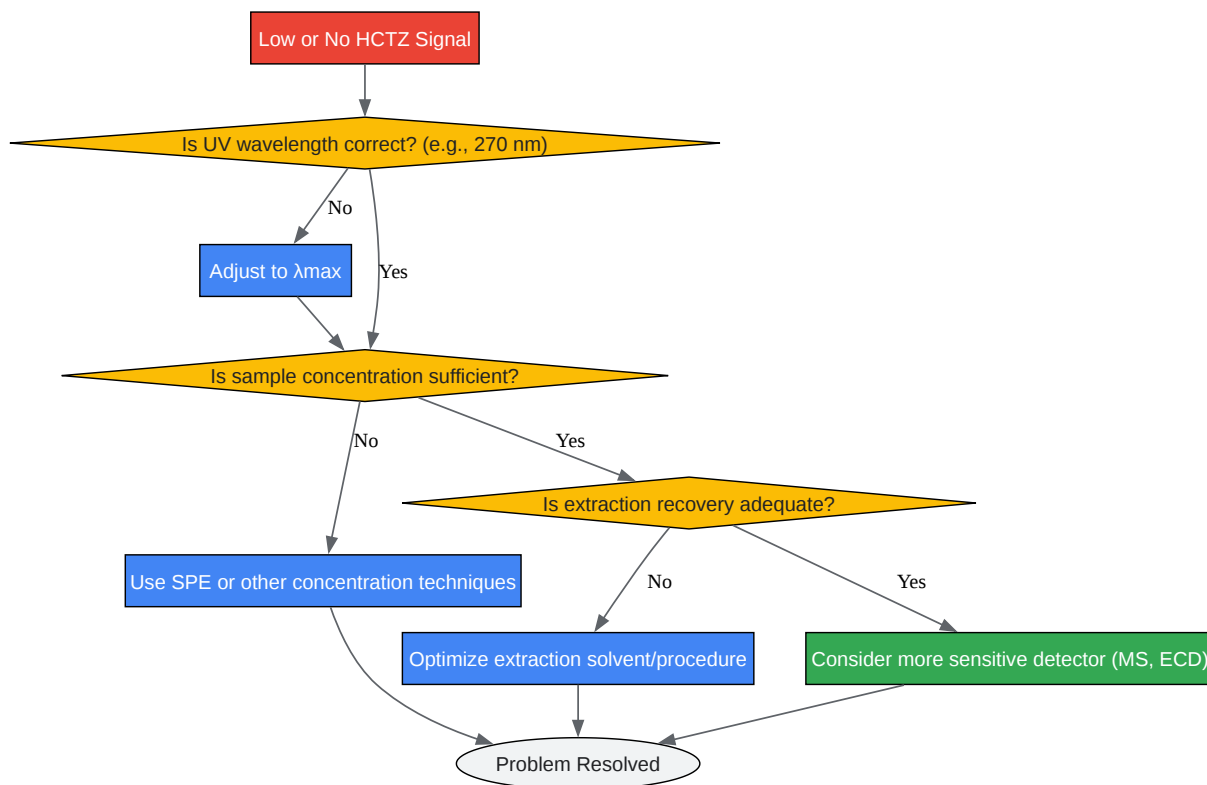 Low or No HCTZ Signal
Is UV wavelength correct? (e.g., 270 nm)
No
Adjust to λmax
Yes
Is sample concentration sufficient?
No
Yes
Is extraction recovery adequate?
Use SPE or other concentration techniques
No
Yes
Optimize extraction solvent/procedure
Consider more sensitive detector (MS, ECD)
Problem Resolved